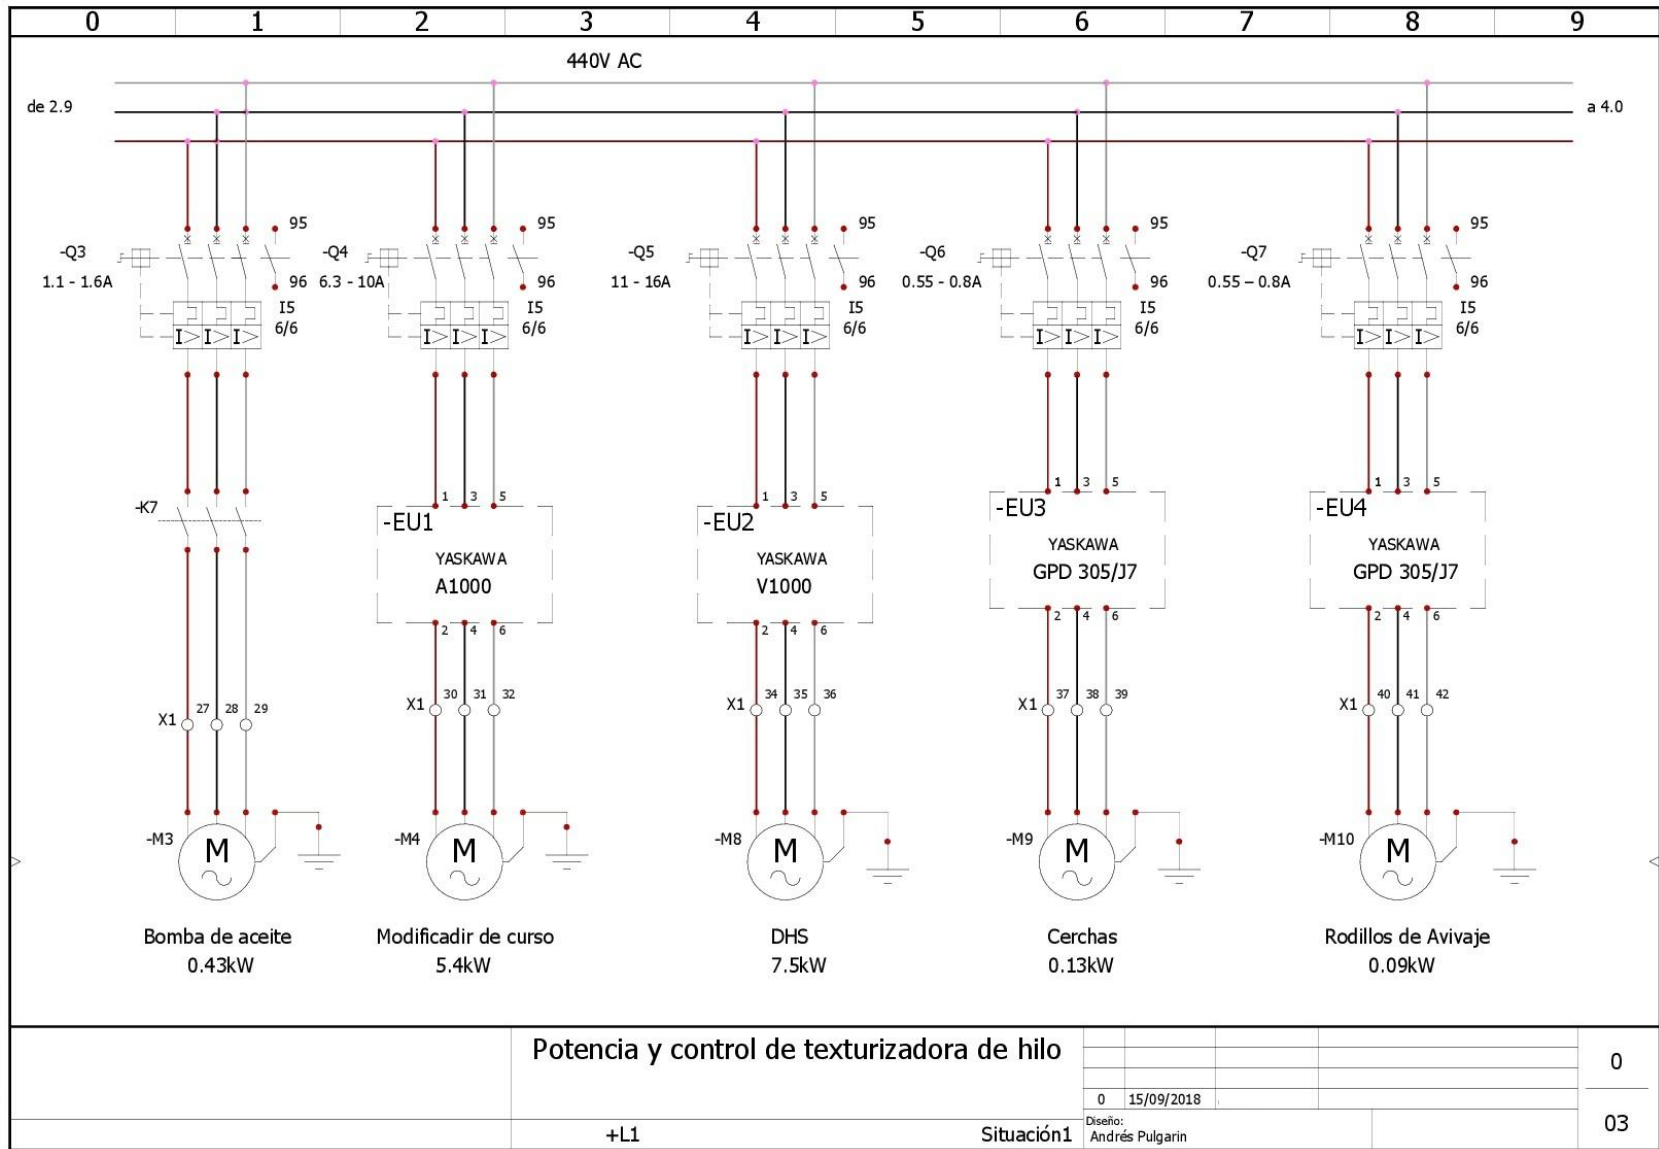 0 1 2 3 4 5 6 7 8 9
440V AC
de 2.9
a 4.0
-Q3
1.1 - 1.6A
95
96
I5
6/6
I> I> I>
-Q4
6.3 - 10A
95
96
I5
6/6
I> I> I>
-Q5
11 - 16A
95
96
I5
6/6
I> I> I>
-Q6
0.55 - 0.8A
95
96
I5
6/6
I> I> I>
-Q7
0.55 – 0.8A
95
96
I5
6/6
I> I> I>
-K7
1 3 5
-EU1
YASKAWA
A1000
2 4 6
1 3 5
-EU2
YASKAWA
V1000
2 4 6
1 3 5
-EU3
YASKAWA
GPD 305/J7
2 4 6
1 3 5
-EU4
YASKAWA
GPD 305/J7
2 4 6
X1 27 28 29
X1 30 31 32
X1 34 35 36
X1 37 38 39
X1 40 41 42
-M3 M
-M4 M
-M8 M
-M9 M
-M10 M
Bomba de aceite
0.43kW
Modificadir de curso
5.4kW
DHS
7.5kW
Cerchas
0.13kW
Rodillos de Avivaje
0.09kW
Potencia y control de texturizadora de hilo
+L1
Situación1
0 15/09/2018
Diseño:
Andrés Pulgarin
0
03